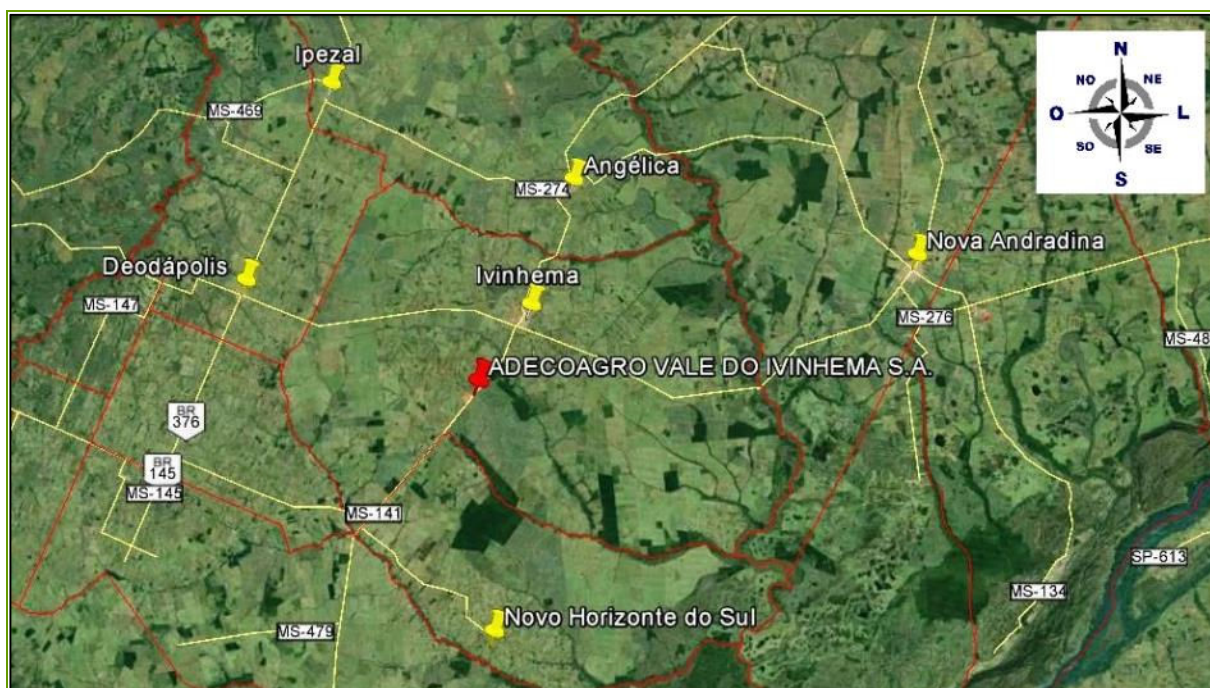 Ipezal
N
NO
NE
MS-469
O
L
SO
SE
Angélica
MS-274
S
Nova Andradina
Deodápolis
Ivinhema
MS-147
MS-276
MS-48
ADECOAGRO VALE DO IVINHEMA S.A.
BR
376
BR
145
MS-145
MS-141
SP-613
MS-134
Novo Horizonte do Sul
MS-479